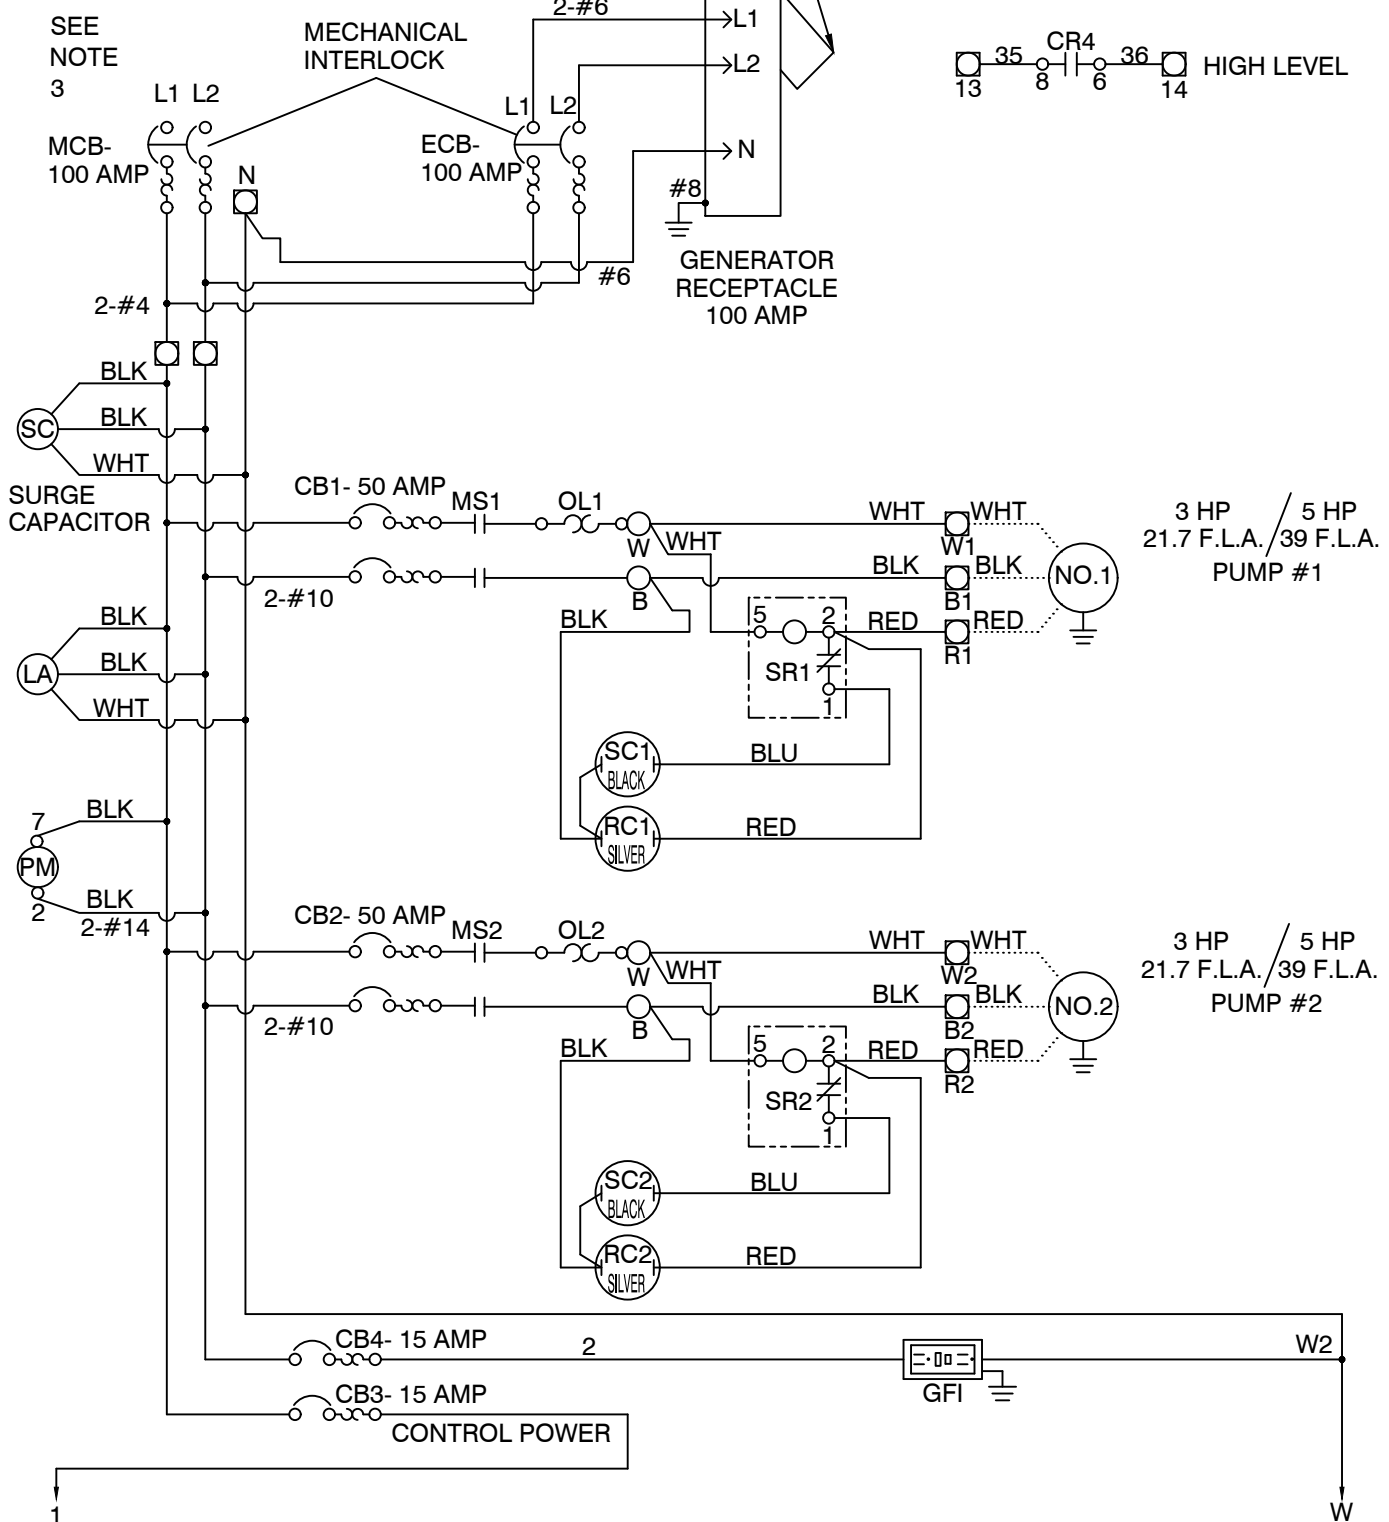 SEE
NOTE
3
MECHANICAL
INTERLOCK
2-#6
L1
L2
N
L1 L2
MCB-
100 AMP
N
L1 L2
ECB-
100 AMP
#8
GENERATOR
RECEPTACLE
100 AMP
#6
2-#4
35 CR4 36
13 8 6 14
HIGH LEVEL
BLK
SC
BLK
WHT
SURGE
CAPACITOR
CB1- 50 AMP MS1 OL1
W
WHT
WHT
W1
WHT
2-#10
B
BLK
B1
BLK
BLK
5 2
SR1
1
RED
R1
RED
NO.1
3 HP / 5 HP
21.7 F.L.A. / 39 F.L.A.
PUMP #1
BLK
LA
BLK
WHT
SC1
BLACK
BLU
RC1
SILVER
RED
7
BLK
PM
2
BLK
2-#14
CB2- 50 AMP MS2 OL2
W
WHT
WHT
W2
WHT
2-#10
B
BLK
B2
BLK
BLK
5 2
SR2
1
RED
R2
RED
NO.2
3 HP / 5 HP
21.7 F.L.A. / 39 F.L.A.
PUMP #2
SC2
BLACK
BLU
RC2
SILVER
RED
CB4- 15 AMP
2
GFI
W2
CB3- 15 AMP
CONTROL POWER
1
W